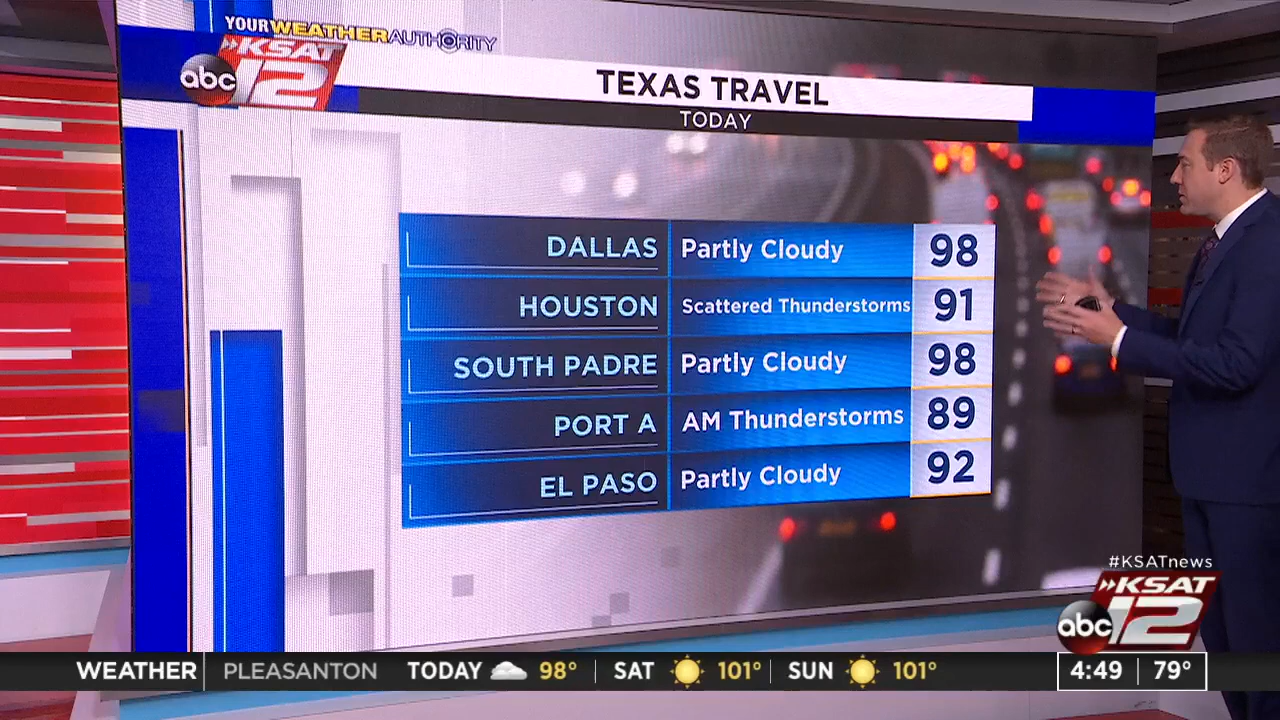 YOUR WEATHER AUTHORITY
KSAT
abc 12
TEXAS TRAVEL
TODAY
DALLAS Partly Cloudy 98
HOUSTON Scattered Thunderstorms 91
SOUTH PADRE Partly Cloudy 98
PORT A AM Thunderstorms 89
EL PASO Partly Cloudy 92
#KSATnews
KSAT
abc 12
WEATHER PLEASANTON TODAY 98° SAT 101° SUN 101° 4:49 79°